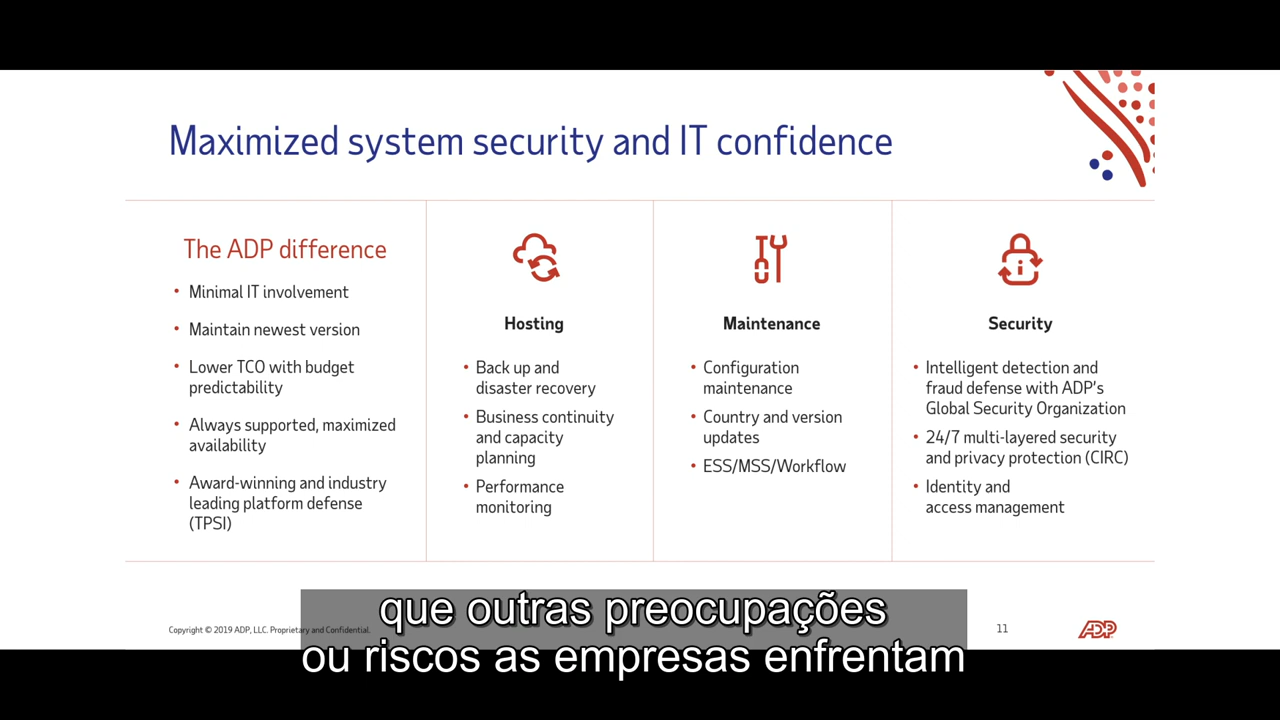 Maximized system security and IT confidence
The ADP difference
• Minimal IT involvement
• Maintain newest version
• Lower TCO with budget
predictability
• Always supported, maximized
availability
• Award-winning and industry
leading platform defense
(TPSI)
Hosting
• Back up and
disaster recovery
• Business continuity
and capacity
planning
• Performance
monitoring
Maintenance
• Configuration
maintenance
• Country and version
updates
• ESS/MSS/Workflow
Security
• Intelligent detection and
fraud defense with ADP's
Global Security Organization
• 24/7 multi-layered security
and privacy protection (CIRC)
• Identity and
access management
Copyright © 2019 ADP, LLC. Proprietary and Confidential.
11
ADP
que outras preocupações
ou riscos as empresas enfrentam